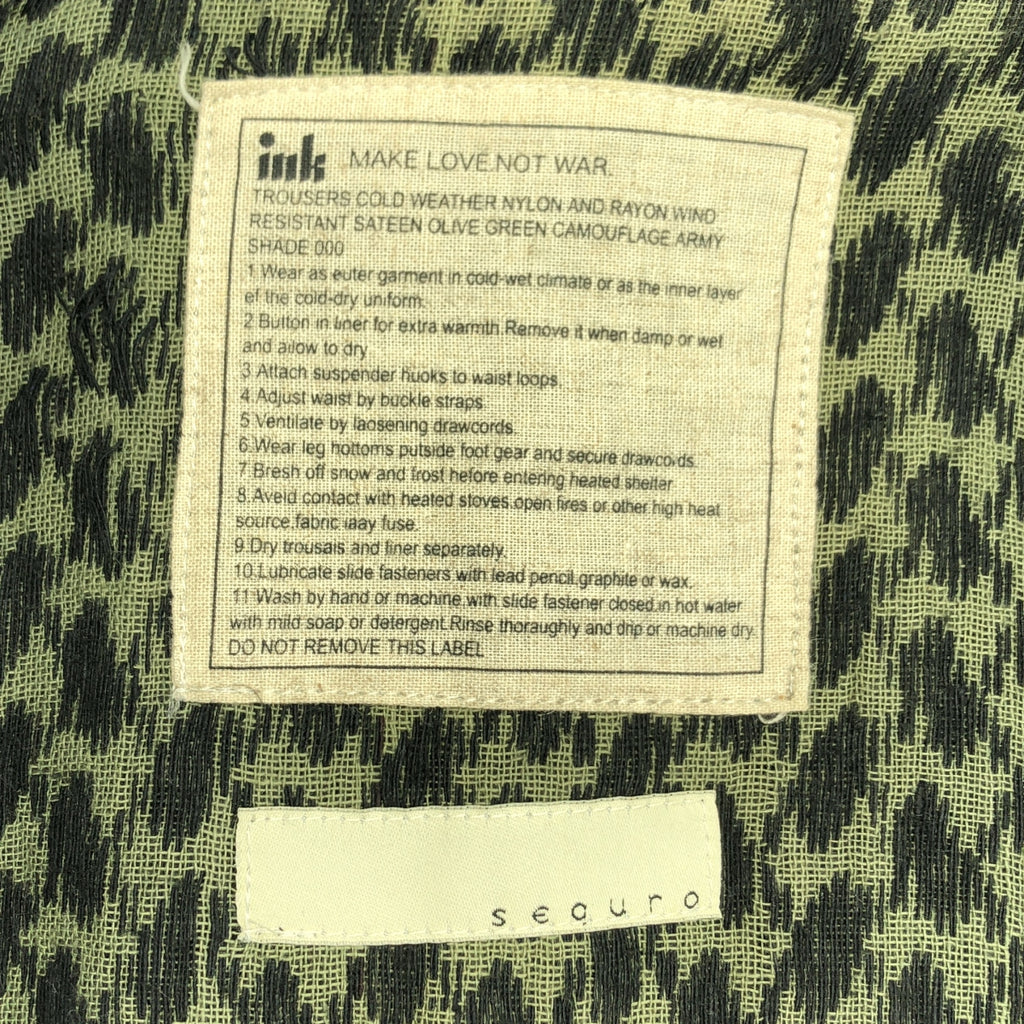 ink MAKE LOVE.NOT WAR.
TROUSERS COLD WEATHER NYLON AND RAYON WIND
RESISTANT SATEEN OLIVE GREEN CAMOUFLAGE ARMY
SHADE 000
1.Wear as euter garment in cold-wet climate or as the inner layer
ef the cold-dry uniform.
2.Button in liner for extra warmth.Remove it when damp or wet
and allow to dry
3 Attach suspender huoks to waist loops.
4.Adjust waist by buckle straps
5 Ventilate by laosening drawcords.
6.Wear leg hottoms putside foot gear and secure drawcords.
7.Bresh off snow and frost hefore entering heated shelter
8.Aveid contact with heated stoves.open fires or other high heat
source.fabric iaay fuse.
9.Dry trousais and liner separately.
10.Lubricate slide fasteners with lead pencil.graphite or wax.
11 Wash by hand or machine.with slide fastener closed.in hot water
with mild soap or detergent.Rinse thoraughly and drip or machine dry.
DO NOT REMOVE THIS LABEL
seauro